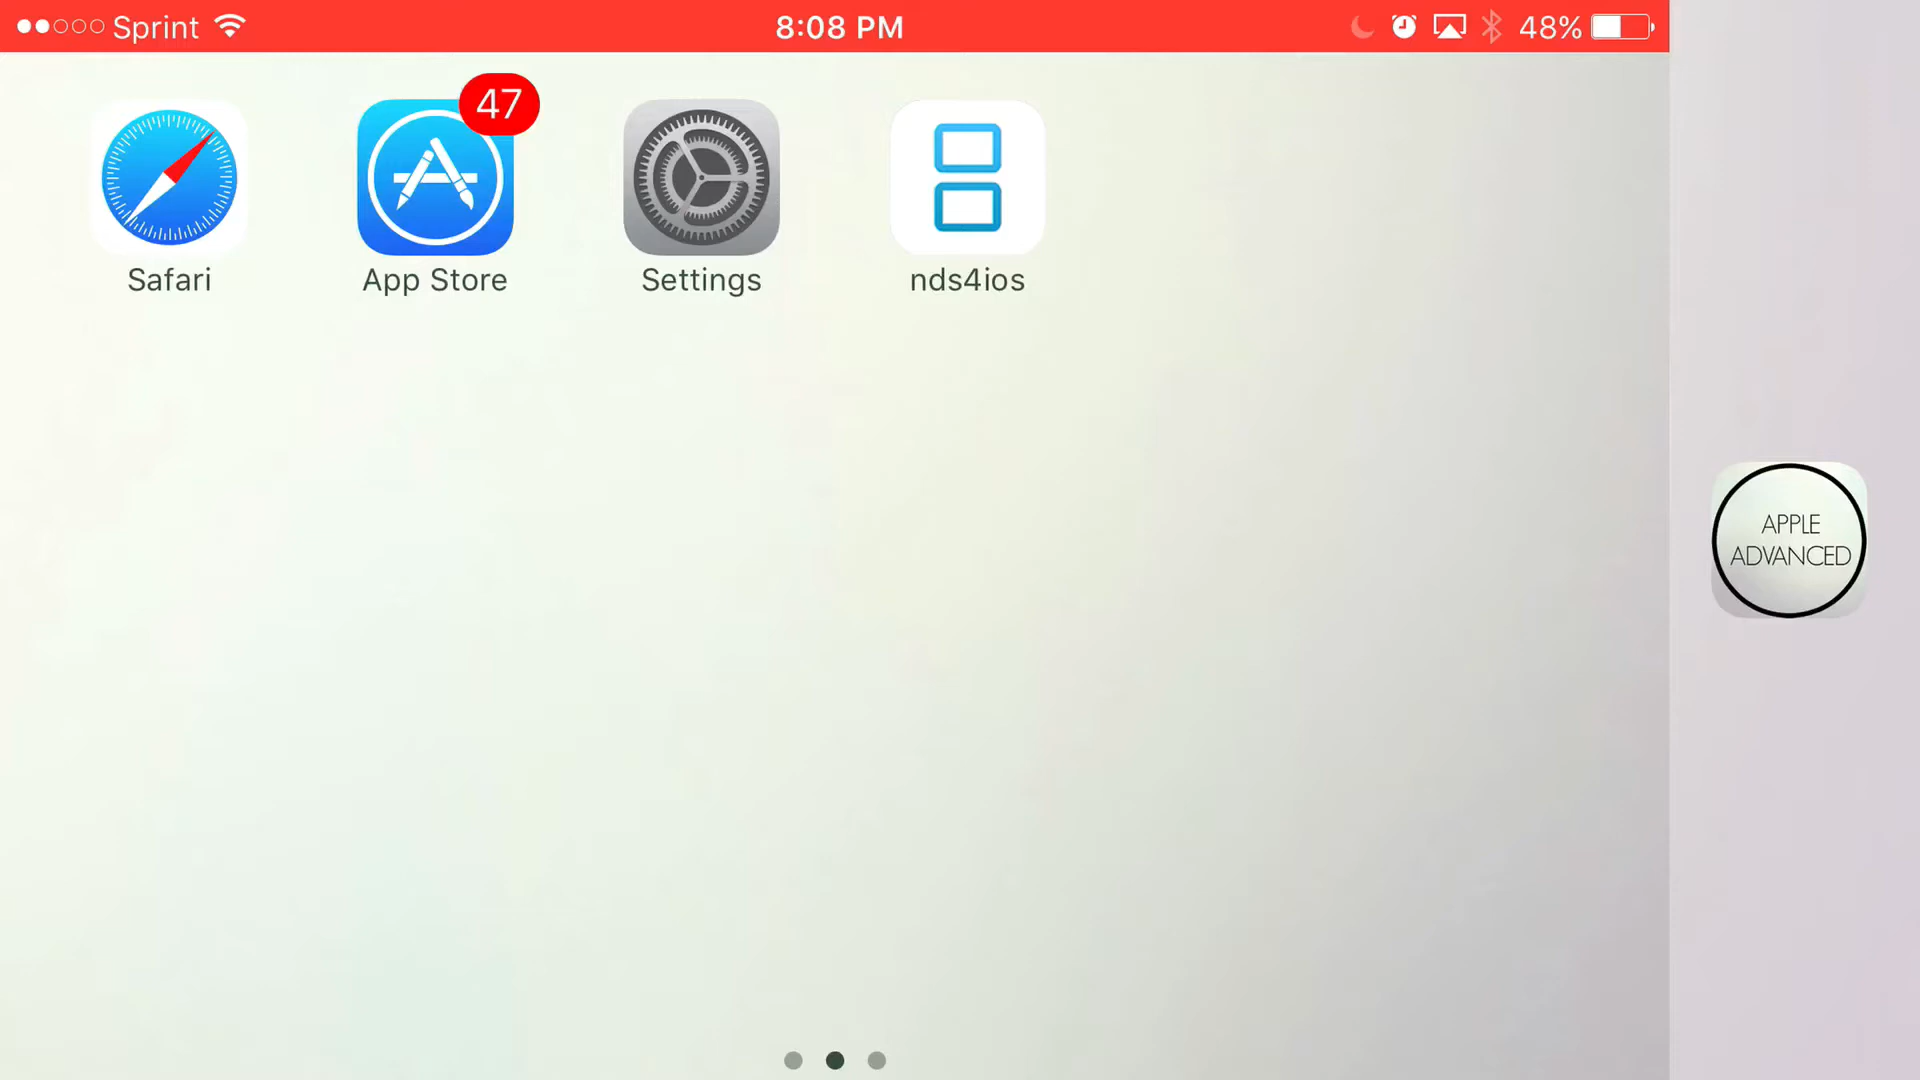 Sprint 8:08 PM 48%
47
Safari App Store Settings nds4ios
APPLE
ADVANCED